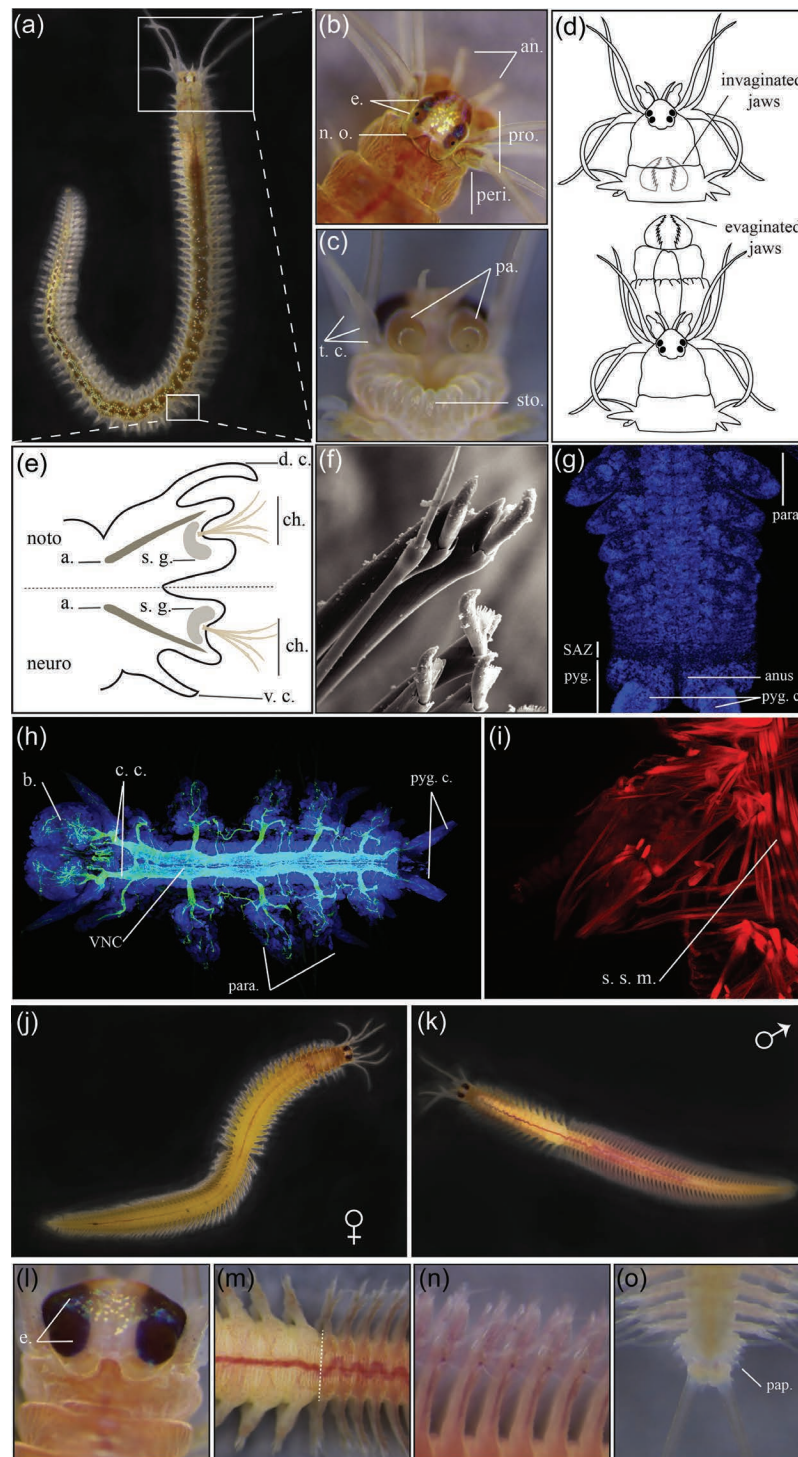 (a)
(b)
an.
e.
n. o.
pro.
peri.
(c)
pa.
t. c.
sto.
(d)
invaginated
jaws
evaginated
jaws
(e)
d. c.
noto
ch.
a.
s. g.
a.
s. g.
ch.
neuro
v. c.
(f)
(g)
para.
SAZ
pyg.
anus
pyg. c.
(h)
b.
c. c.
pyg. c.
VNC
para.
(i)
s. s. m.
(j)
♀
(k)
♂
(l)
e.
(m)
(n)
(o)
pap.